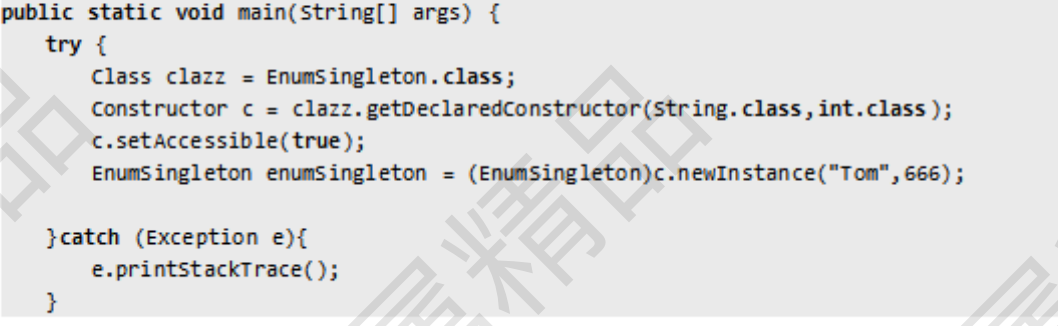 public static void main(String[] args) {
try {
Class clazz = EnumSingleton.class;
Constructor c = clazz.getDeclaredConstructor(String.class,int.class);
c.setAccessible(true);
EnumSingleton enumSingleton = (EnumSingleton)c.newInstance("Tom",666);
}catch (Exception e){
e.printStackTrace();
}